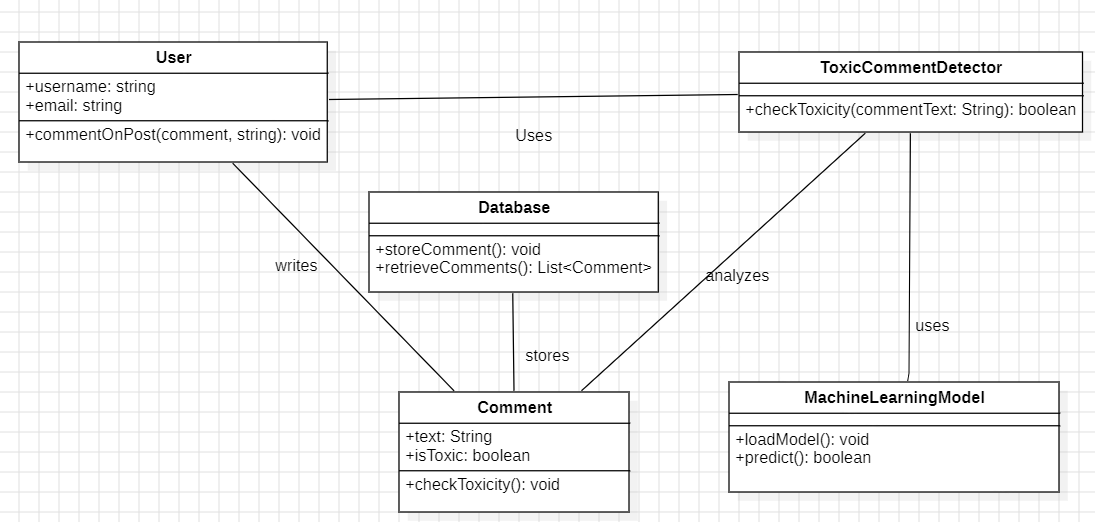 User
+username: string
+email: string
+commentOnPost(comment, string): void
ToxicCommentDetector
+checkToxicity(commentText: String): boolean
Uses
Database
+storeComment(): void
+retrieveComments(): List<Comment>
writes
analyzes
stores
uses
Comment
+text: String
+isToxic: boolean
+checkToxicity(): void
MachineLearningModel
+loadModel(): void
+predict(): boolean